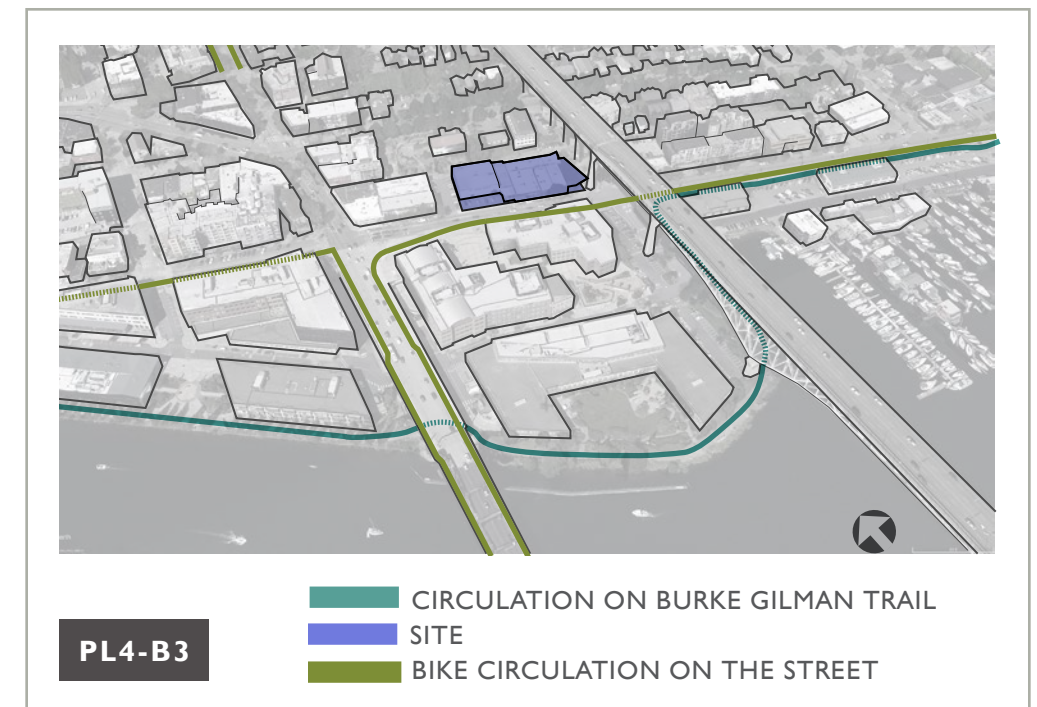 CIRCULATION ON BURKE GILMAN TRAIL
SITE
PL4-B3
BIKE CIRCULATION ON THE STREET